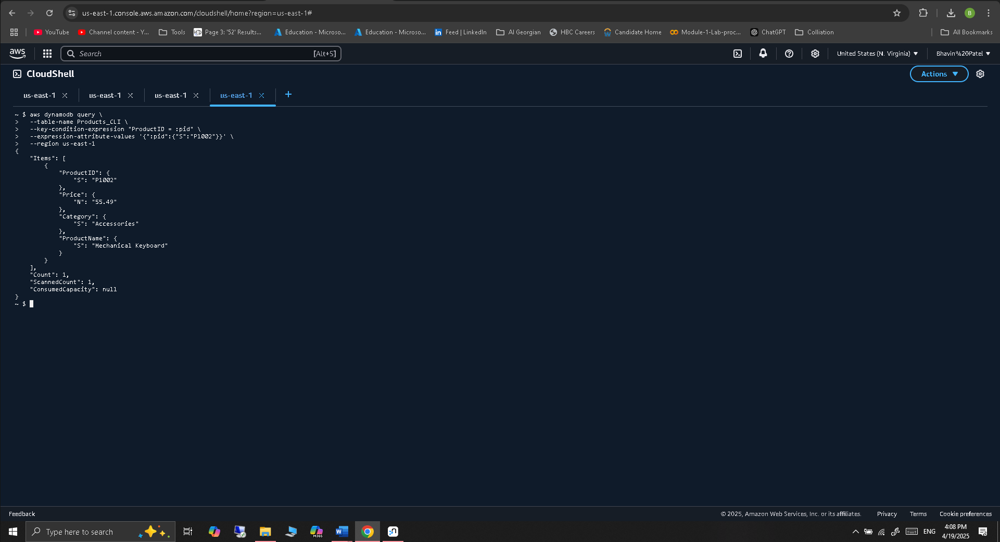 us-east-1.console.aws.amazon.com/cloudshell/home?region=us-east-1#
B
YouTube
Channel content - Y...
Tools
Page 3: '52' Results...
Education - Microso...
Education - Microso...
Feed | LinkedIn
AI Georgian
HBC Careers
Candidate Home
Module-1-Lab-proc...
ChatGPT
Colliation
All Bookmarks
aws
Search
[Alt+S]
United States (N. Virginia)
Bhavin%20Patel
CloudShell
Actions
us-east-1
us-east-1
us-east-1
us-east-1
~ $ aws dynamodb query \
>   --table-name Products_CLI \
>   --key-condition-expression "ProductID = :pid" \
>   --expression-attribute-values '{":pid":{"S":"P1002"}}' \
>   --region us-east-1
{
    "Items": [
        {
            "ProductID": {
                "S": "P1002"
            },
            "Price": {
                "N": "55.49"
            },
            "Category": {
                "S": "Accessories"
            },
            "ProductName": {
                "S": "Mechanical Keyboard"
            }
        }
    ],
    "Count": 1,
    "ScannedCount": 1,
    "ConsumedCapacity": null
}
~ $
Feedback
© 2025, Amazon Web Services, Inc. or its affiliates.
Privacy
Terms
Cookie preferences
Type here to search
M365
ENG
4:08 PM
4/19/2025